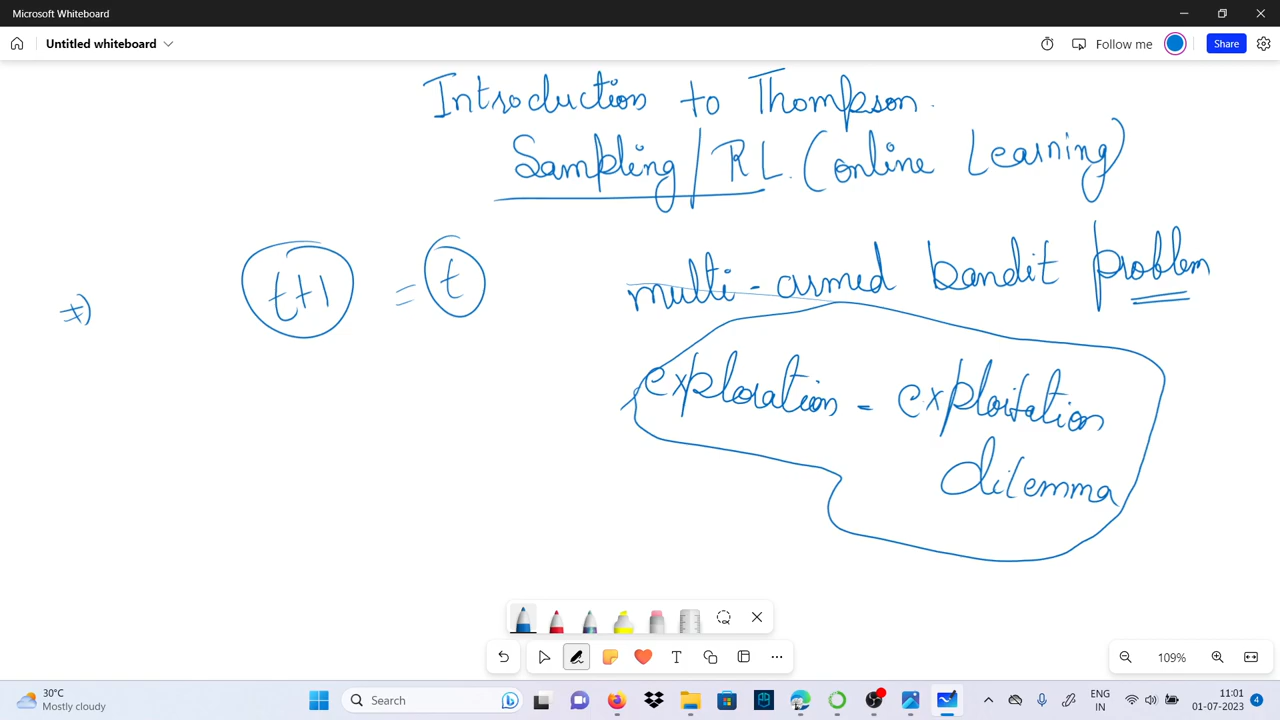 Microsoft Whiteboard
Untitled whiteboard
Follow me
Share
Introduction to Thompson.
Sampling / RL. (online Learning)
t+1 = t
multi-armed bandit problem
exploration - exploitation
dilemma
109%
30°C
Mostly cloudy
Search
ENG
IN
11:01
01-07-2023
4